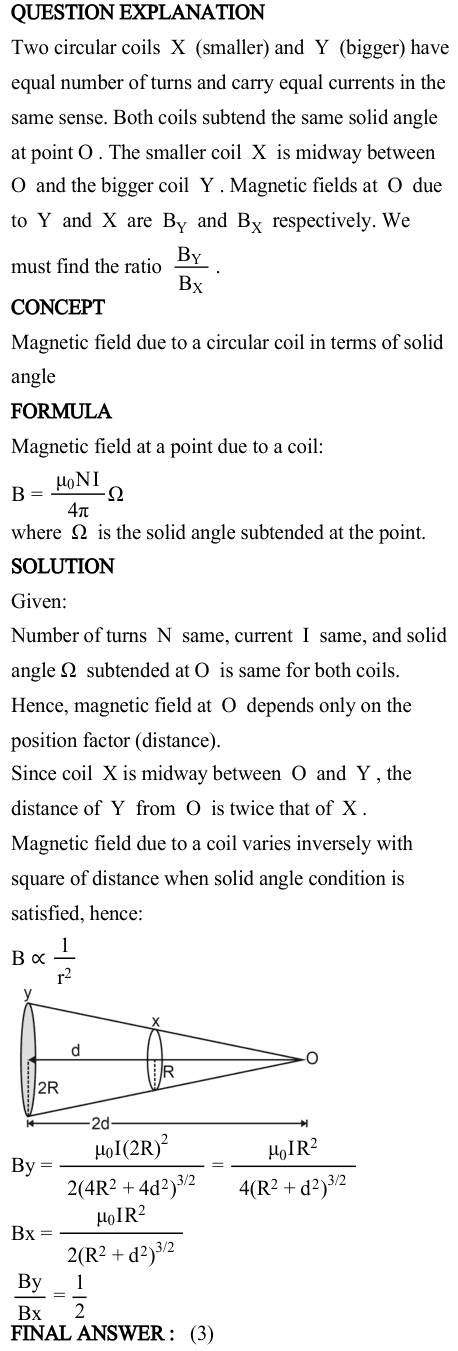 QUESTION EXPLANATION
Two circular coils X (smaller) and Y (bigger) have
equal number of turns and carry equal currents in the
same sense. Both coils subtend the same solid angle
at point O . The smaller coil X is midway between
O and the bigger coil Y . Magnetic fields at O due
to Y and X are B_Y and B_X respectively. We
must find the ratio B_Y/B_X .
CONCEPT
Magnetic field due to a circular coil in terms of solid
angle
FORMULA
Magnetic field at a point due to a coil:
B = μ₀NI/4π Ω
where Ω is the solid angle subtended at the point.
SOLUTION
Given:
Number of turns N same, current I same, and solid
angle Ω subtended at O is same for both coils.
Hence, magnetic field at O depends only on the
position factor (distance).
Since coil X is midway between O and Y , the
distance of Y from O is twice that of X .
Magnetic field due to a coil varies inversely with
square of distance when solid angle condition is
satisfied, hence:
B ∝ 1/r²
y
x
d
O
R
2R
2d
By = μ₀I(2R)²/2(4R² + 4d²)^3/2 = μ₀IR²/4(R² + d²)^3/2
Bx = μ₀IR²/2(R² + d²)^3/2
By/Bx = 1/2
FINAL ANSWER : (3)